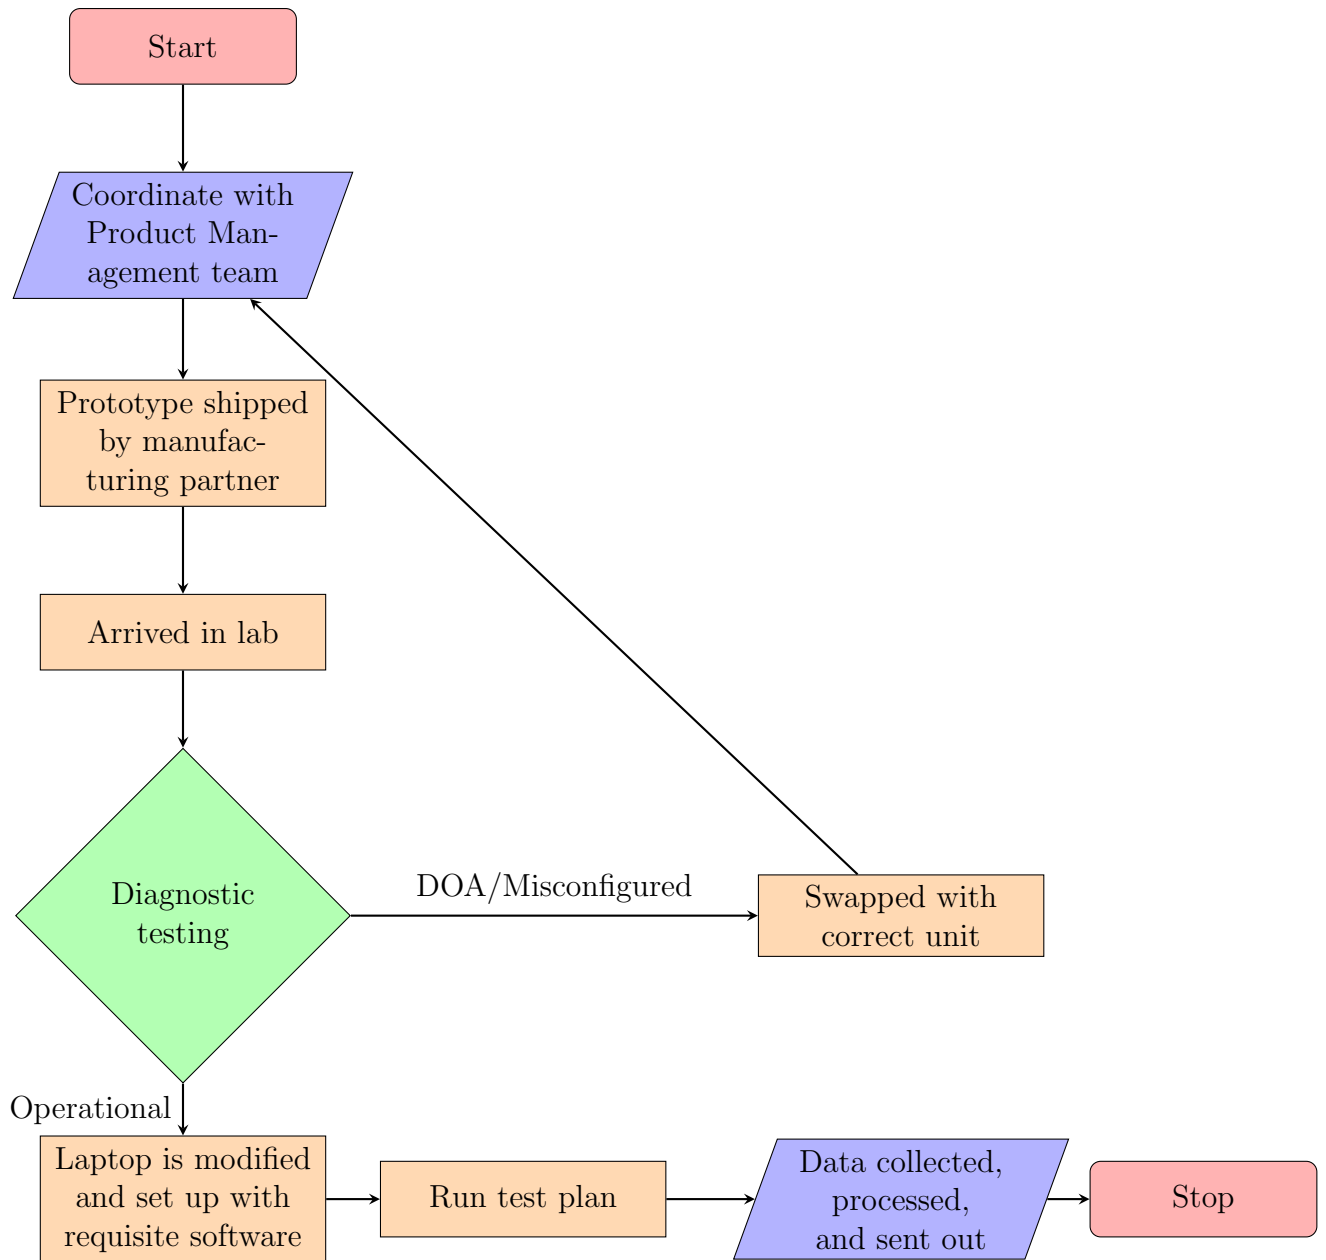 Start
Coordinate with
Product Man-
agement team
Prototype shipped
by manufac-
turing partner
Arrived in lab
Diagnostic
testing
DOA/Misconfigured
Swapped with
correct unit
Operational
Laptop is modified
and set up with
requisite software
Run test plan
Data collected,
processed,
and sent out
Stop